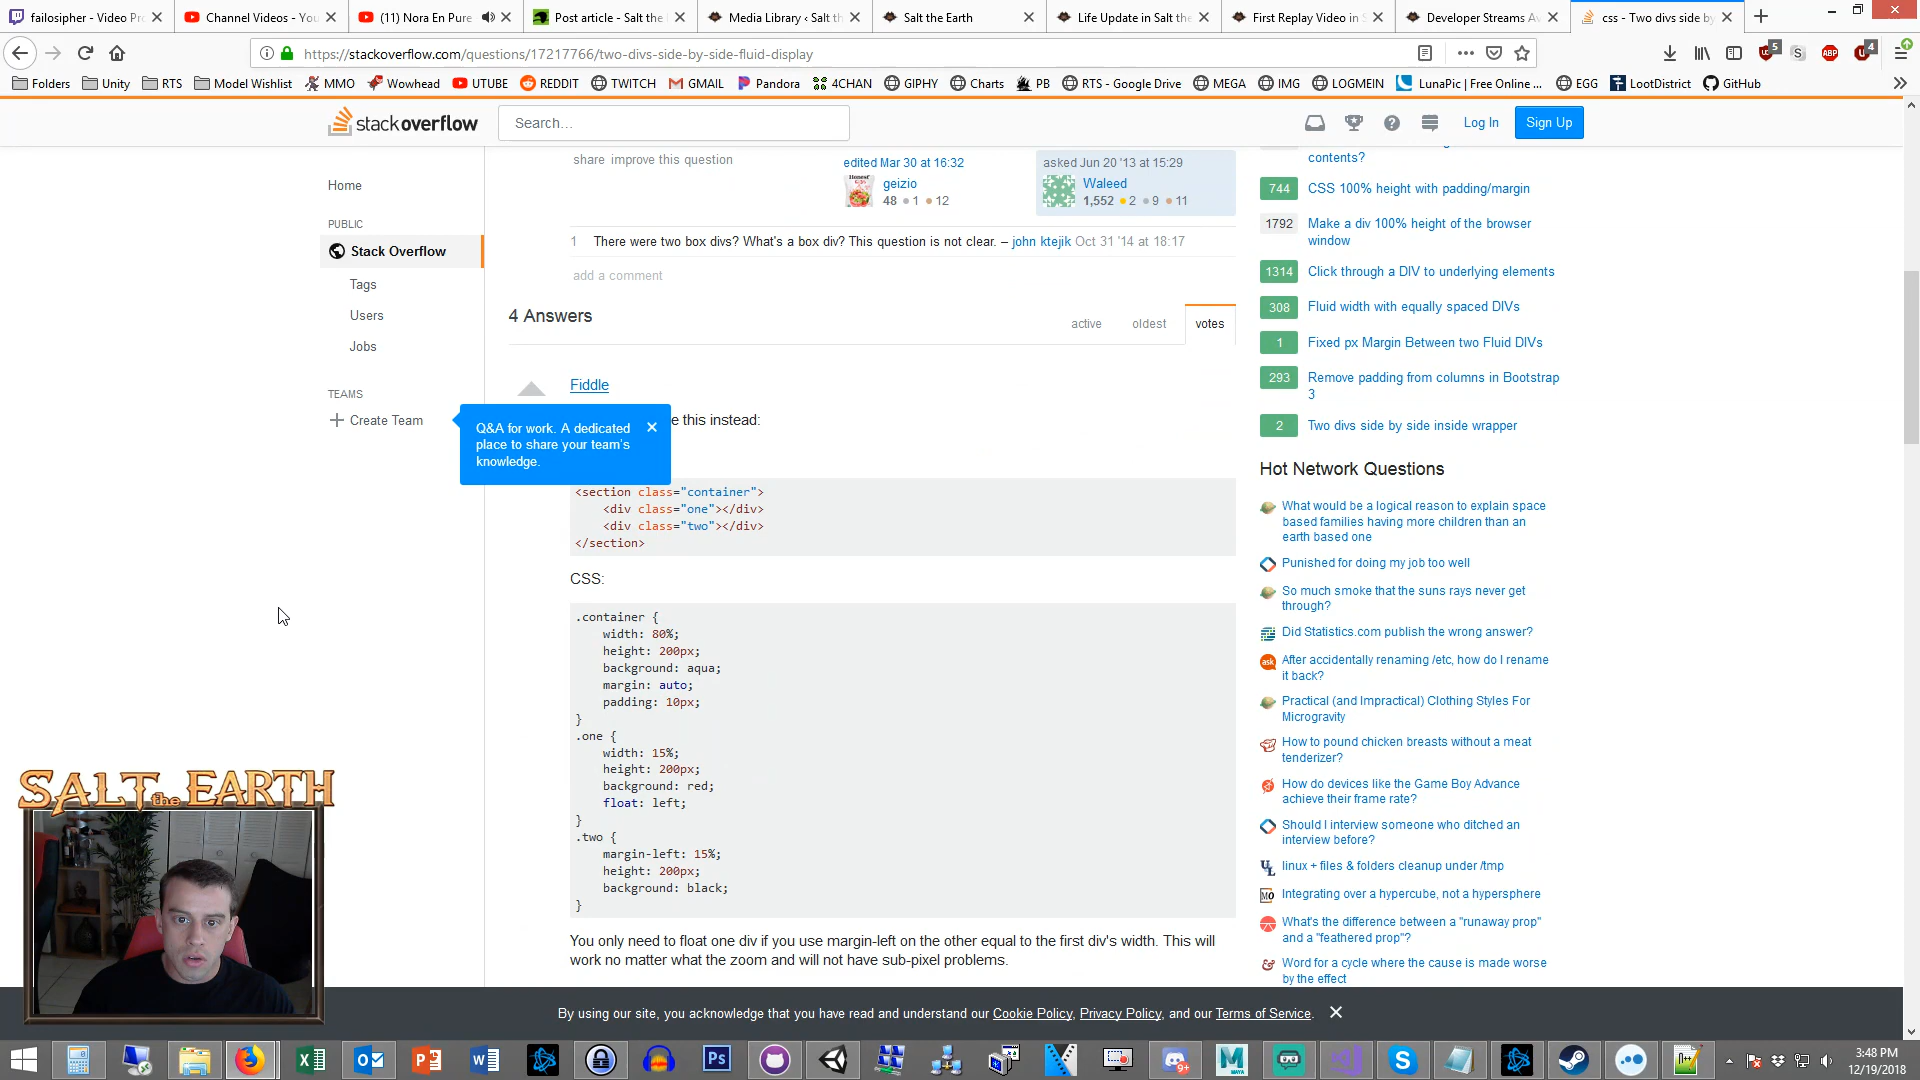 failosipher - Video Pr
Channel Videos - You
(11) Nora En Pure
Post article - Salt the
Media Library ‹ Salt th
Salt the Earth
Life Update in Salt the
First Replay Video in S
Developer Streams Av
css - Two divs side by
https://stackoverflow.com/questions/17217766/two-divs-side-by-side-fluid-display
5
S
ABP
4
Folders
Unity
RTS
Model Wishlist
MMO
Wowhead
UTUBE
REDDIT
TWITCH
GMAIL
Pandora
4CHAN
GIPHY
Charts
PB
RTS - Google Drive
MEGA
IMG
LOGMEIN
LunaPic | Free Online ...
EGG
LootDistrict
GitHub
stackoverflow
Search...
Log In
Sign Up
Home
PUBLIC
Stack Overflow
Tags
Users
Jobs
TEAMS
Create Team
Q&A for work. A dedicated
place to share your team's
knowledge.
share improve this question
edited Mar 30 at 16:32
geizio
48 1 12
asked Jun 20 '13 at 15:29
Waleed
1,552 2 9 11
1 There were two box divs? What's a box div? This question is not clear. – john ktejik Oct 31 '14 at 18:17
add a comment
4 Answers
active
oldest
votes
Fiddle
e this instead:
<section class="container">
<div class="one"></div>
<div class="two"></div>
</section>
CSS:
.container {
width: 80%;
height: 200px;
background: aqua;
margin: auto;
padding: 10px;
}
.one {
width: 15%;
height: 200px;
background: red;
float: left;
}
.two {
margin-left: 15%;
height: 200px;
background: black;
}
You only need to float one div if you use margin-left on the other equal to the first div's width. This will
work no matter what the zoom and will not have sub-pixel problems.
contents?
744 CSS 100% height with padding/margin
1792 Make a div 100% height of the browser
window
1314 Click through a DIV to underlying elements
308 Fluid width with equally spaced DIVs
1 Fixed px Margin Between two Fluid DIVs
293 Remove padding from columns in Bootstrap
3
2 Two divs side by side inside wrapper
Hot Network Questions
What would be a logical reason to explain space
based families having more children than an
earth based one
Punished for doing my job too well
So much smoke that the suns rays never get
through?
Did Statistics.com publish the wrong answer?
After accidentally renaming /etc, how do I rename
it back?
Practical (and Impractical) Clothing Styles For
Microgravity
How to pound chicken breasts without a meat
tenderizer?
How do devices like the Game Boy Advance
achieve their frame rate?
Should I interview someone who ditched an
interview before?
linux + files & folders cleanup under /tmp
Integrating over a hypercube, not a hypersphere
What's the difference between a "runaway prop"
and a "feathered prop"?
Word for a cycle where the cause is made worse
by the effect
SALT the EARTH
By using our site, you acknowledge that you have read and understand our Cookie Policy, Privacy Policy, and our Terms of Service.
3:48 PM
12/19/2018